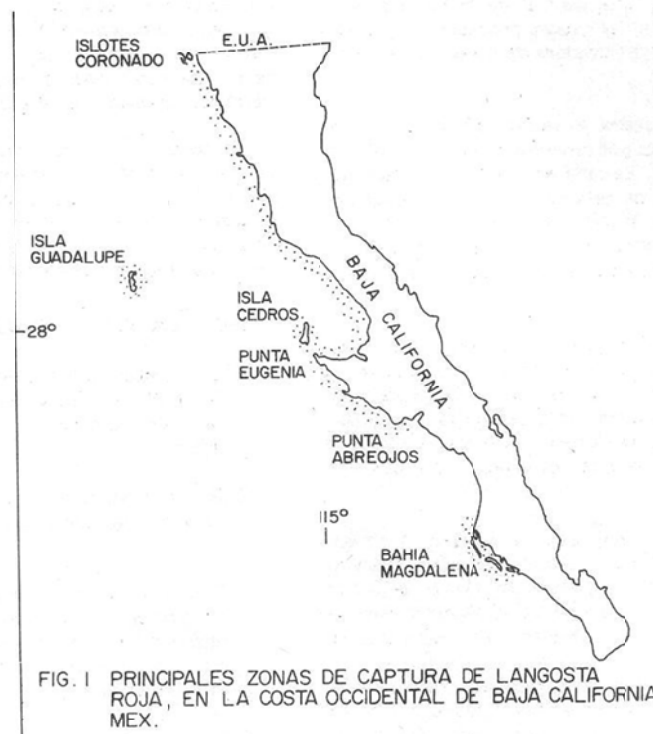 ISLOTES
CORONADO
E.U.A.
ISLA
GUADALUPE
BAJA CALIFORNIA
ISLA
CEDROS
28°
PUNTA
EUGENIA
PUNTA
ABREOJOS
115°
BAHIA
MAGDALENA
FIG. 1 PRINCIPALES ZONAS DE CAPTURA DE LANGOSTA
ROJA, EN LA COSTA OCCIDENTAL DE BAJA CALIFORNIA
MEX.